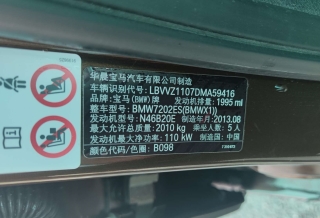 华晨宝马汽车有限公司制造
车辆识别代号: LBVVZ1107DMA59416
品牌: 宝马(BMW)牌 发动机排量: 1995 ml
整车型号: BMW7202ES(BMWX1))
发动机型号: N46B20E 制造年月: 2013.08
最大允许总质量: 2010 kg 乘坐人数: 5 人
发动机最大净功率: 110 kW 制造国: 中国
颜色代码/色圈: B098